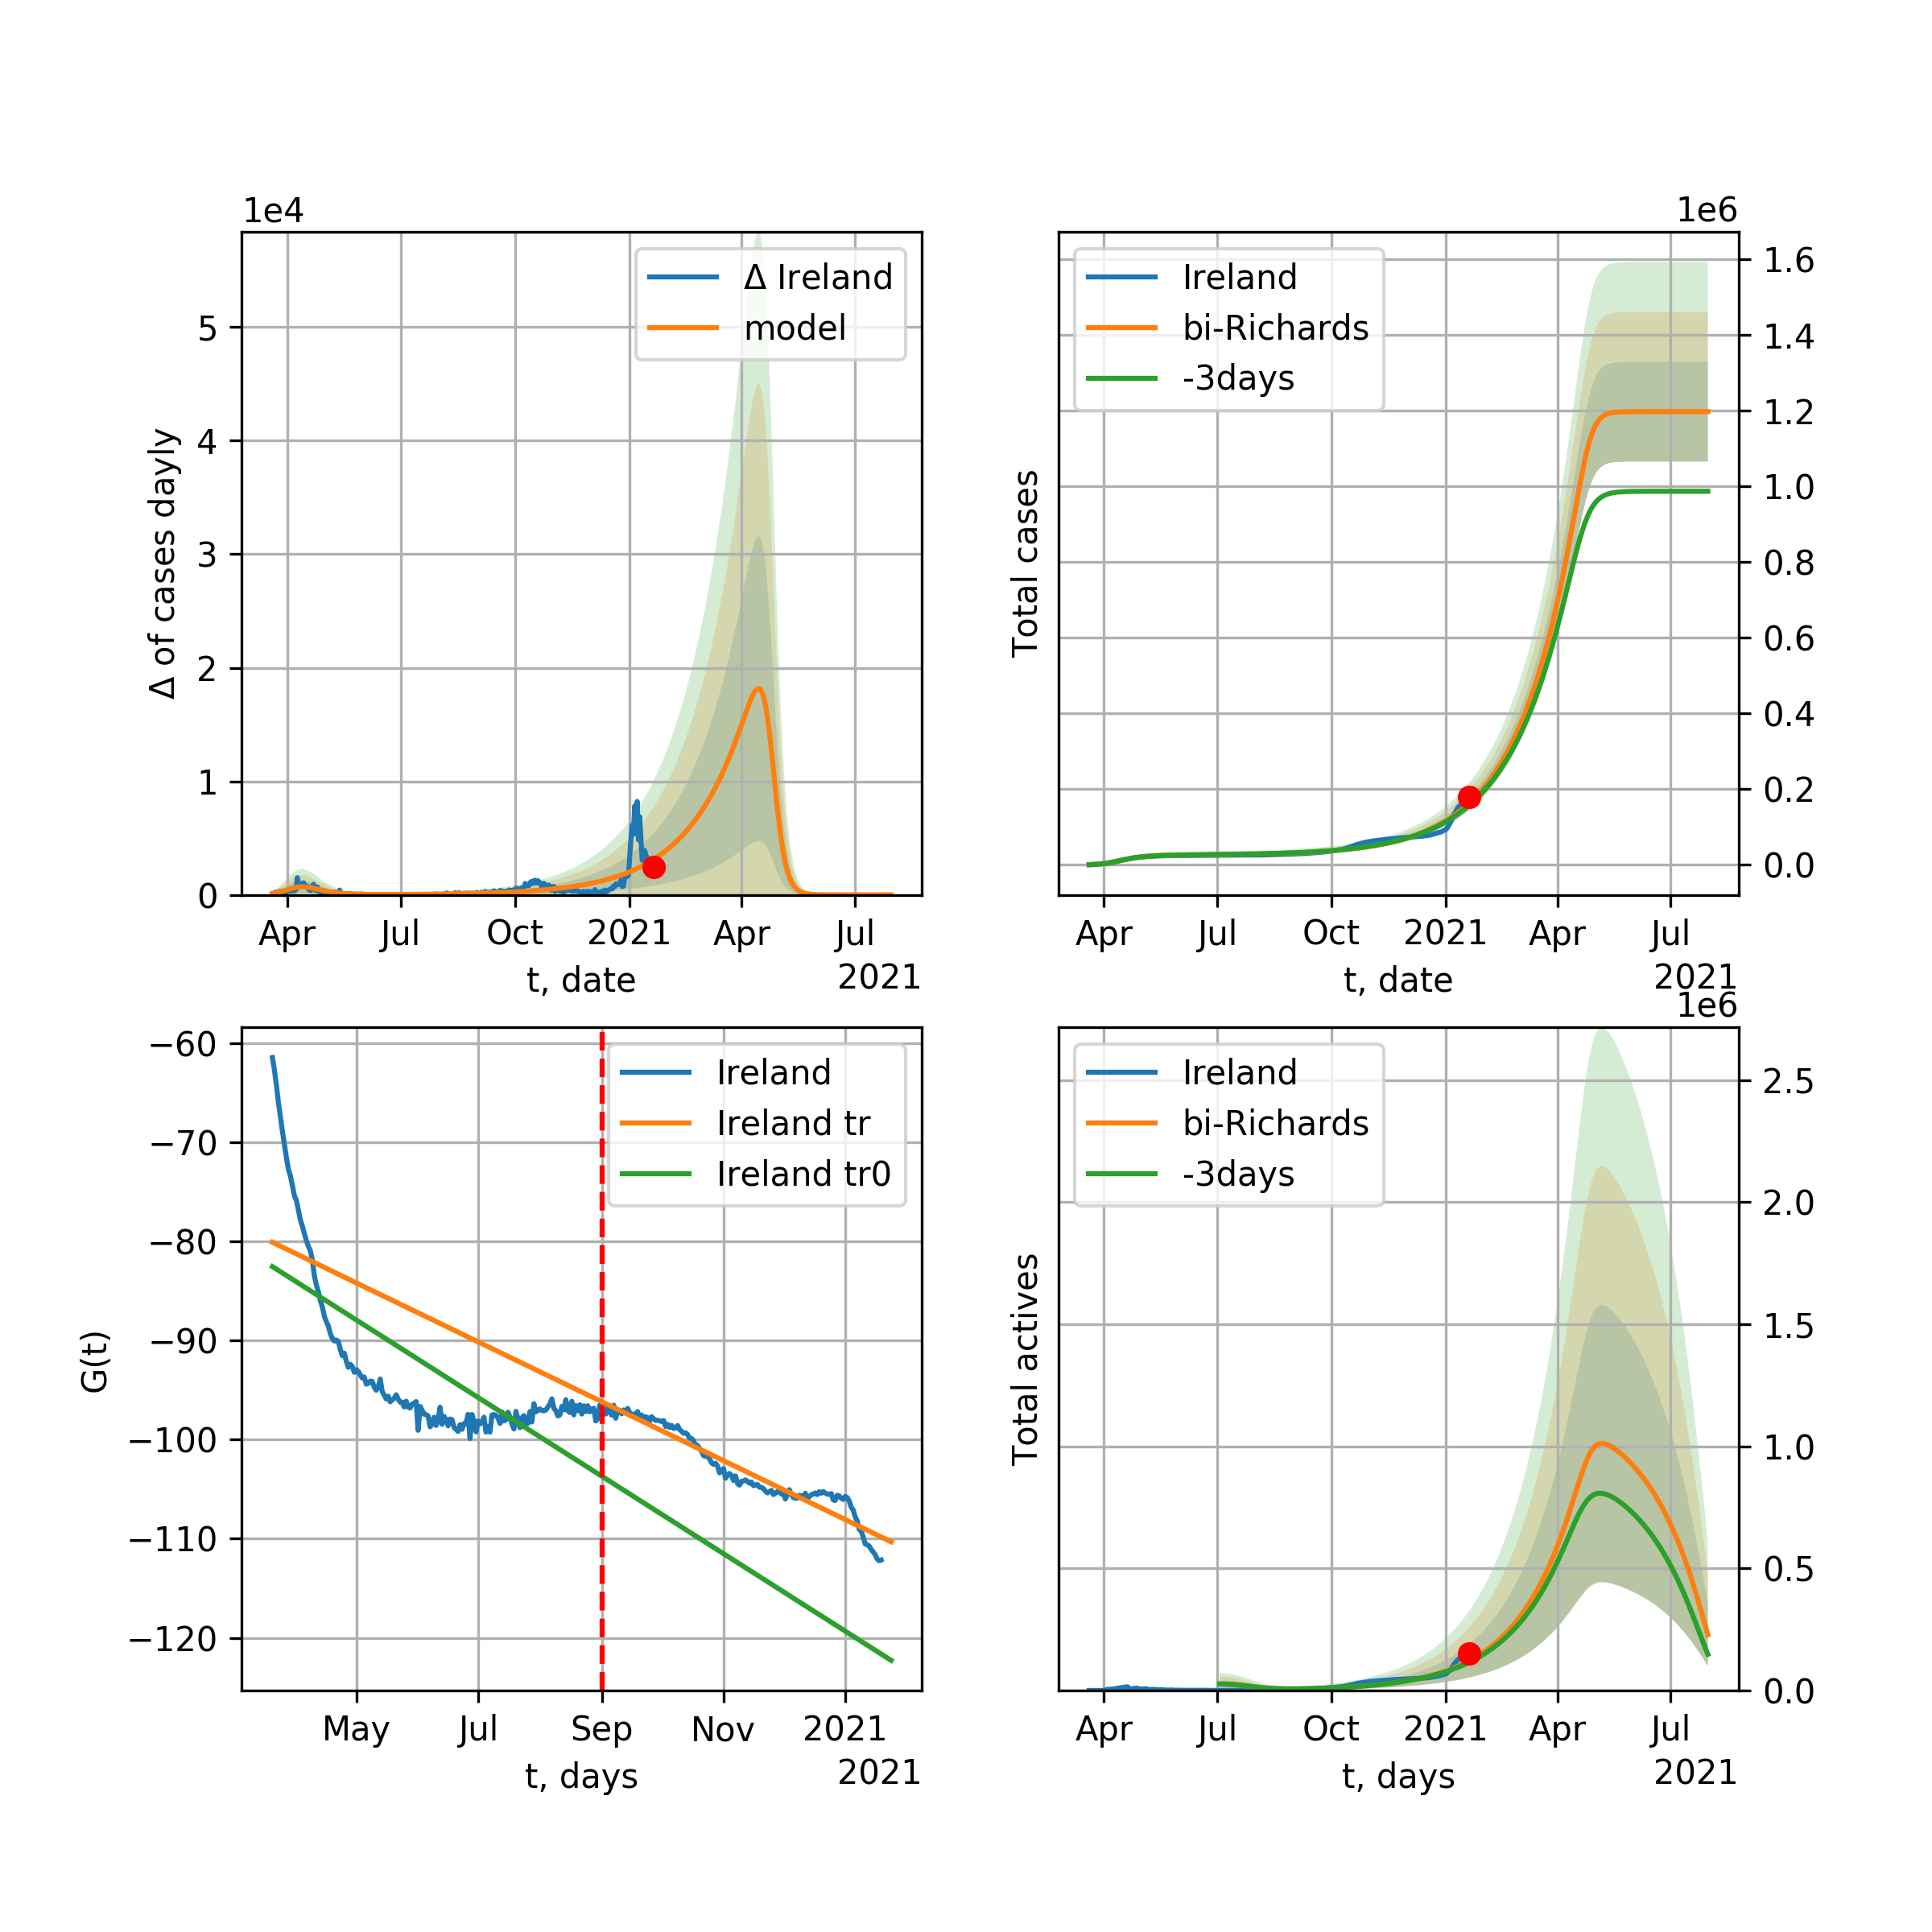 1e4
Δ of cases dayly
5
4
3
2
1
0
Δ Ireland
model
Apr Jul Oct 2021 Apr Jul
t, date
2021
1e6
Total cases
Ireland
bi-Richards
-3days
1.6
1.4
1.2
1.0
0.8
0.6
0.4
0.2
0.0
Apr Jul Oct 2021 Apr Jul
t, date
2021
G(t)
−60
−70
−80
−90
−100
−110
−120
Ireland
Ireland tr
Ireland tr0
May Jul Sep Nov 2021
t, days
2021
1e6
Total actives
Ireland
bi-Richards
-3days
2.5
2.0
1.5
1.0
0.5
0.0
Apr Jul Oct 2021 Apr Jul
t, days
2021